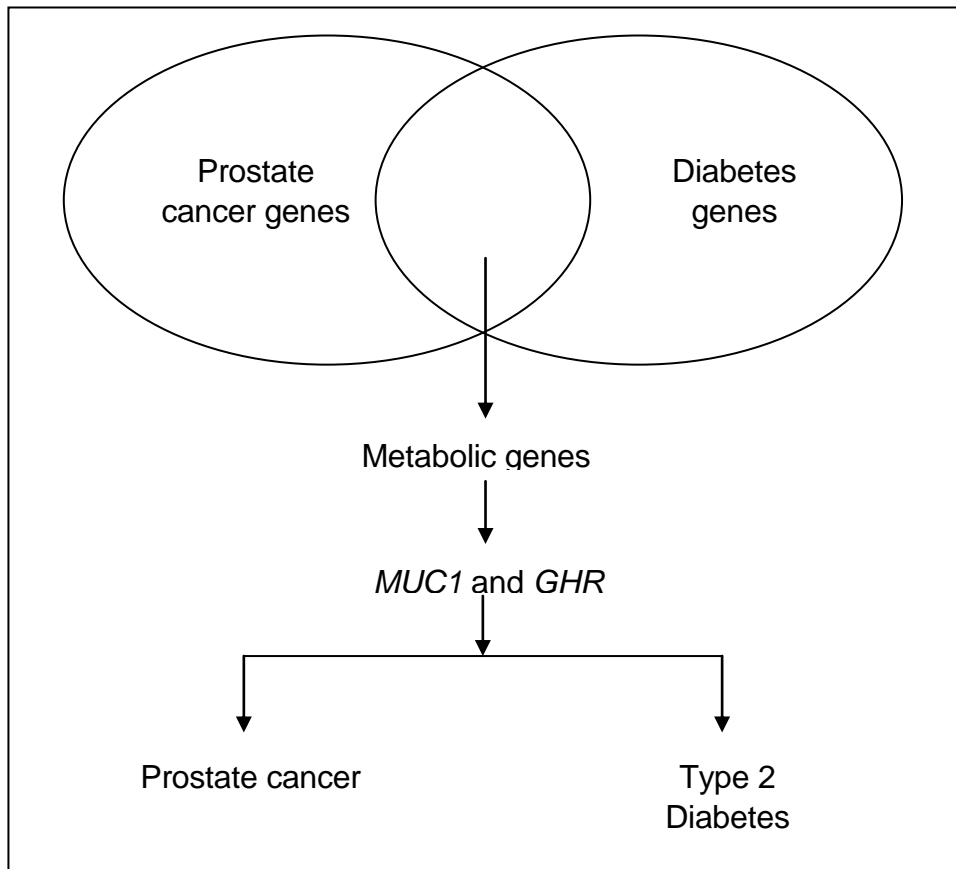 Prostate
cancer genes
Diabetes
genes
Metabolic genes
MUC1 and GHR
Prostate cancer
Type 2
Diabetes